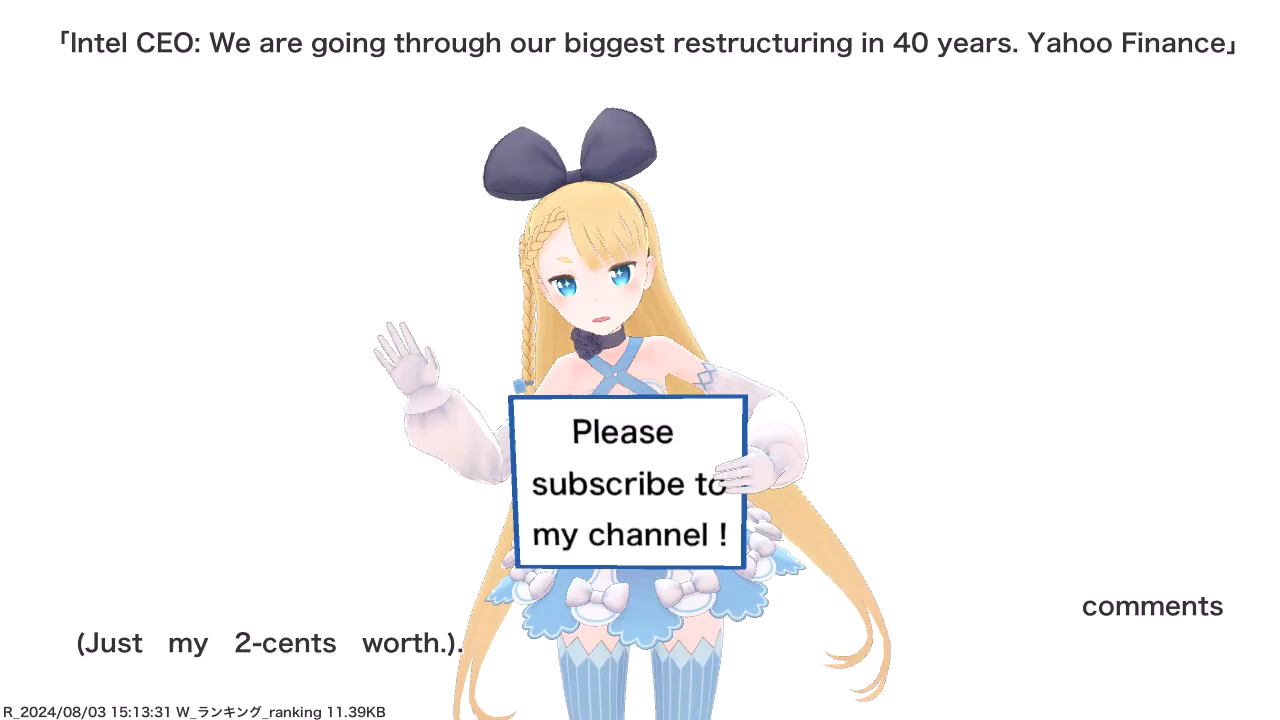 「Intel CEO: We are going through our biggest restructuring in 40 years. Yahoo Finance」
Please
subscribe to
my channel !
comments
(Just my 2-cents worth.).
R_2024/08/03 15:13:31 W_ランキング_ranking 11.39KB